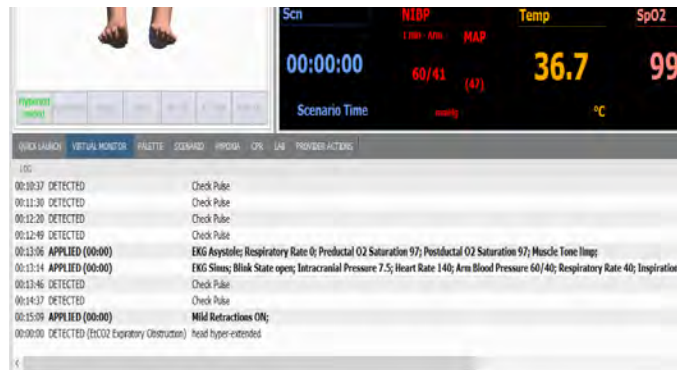 Scn NIBP Temp SpO2
MAP
00:00:00 60/41 (47) 36.7 99
Scenario Time mmHg °C
QUICK LAUNCH VIRTUAL MONITOR PALETTE SCENARIO HYPOXIA CPR LAB PROVIDER ACTIONS
LOG
00:10:37 DETECTED Check Pulse
00:11:30 DETECTED Check Pulse
00:12:20 DETECTED Check Pulse
00:12:49 DETECTED Check Pulse
00:13:06 APPLIED (00:00) EKG Asystole; Respiratory Rate 0; Preductal O2 Saturation 97; Postductal O2 Saturation 97; Muscle Tone limp;
00:13:14 APPLIED (00:00) EKG Sinus; Blink State open; Intracranial Pressure 7.5; Heart Rate 140; Arm Blood Pressure 60/40; Respiratory Rate 40; Inspiration
00:13:46 DETECTED Check Pulse
00:14:37 DETECTED Check Pulse
00:15:09 APPLIED (00:00) Mild Retractions ON;
00:00:00 DETECTED (EtCO2 Expiratory Obstruction) head hyper-extended